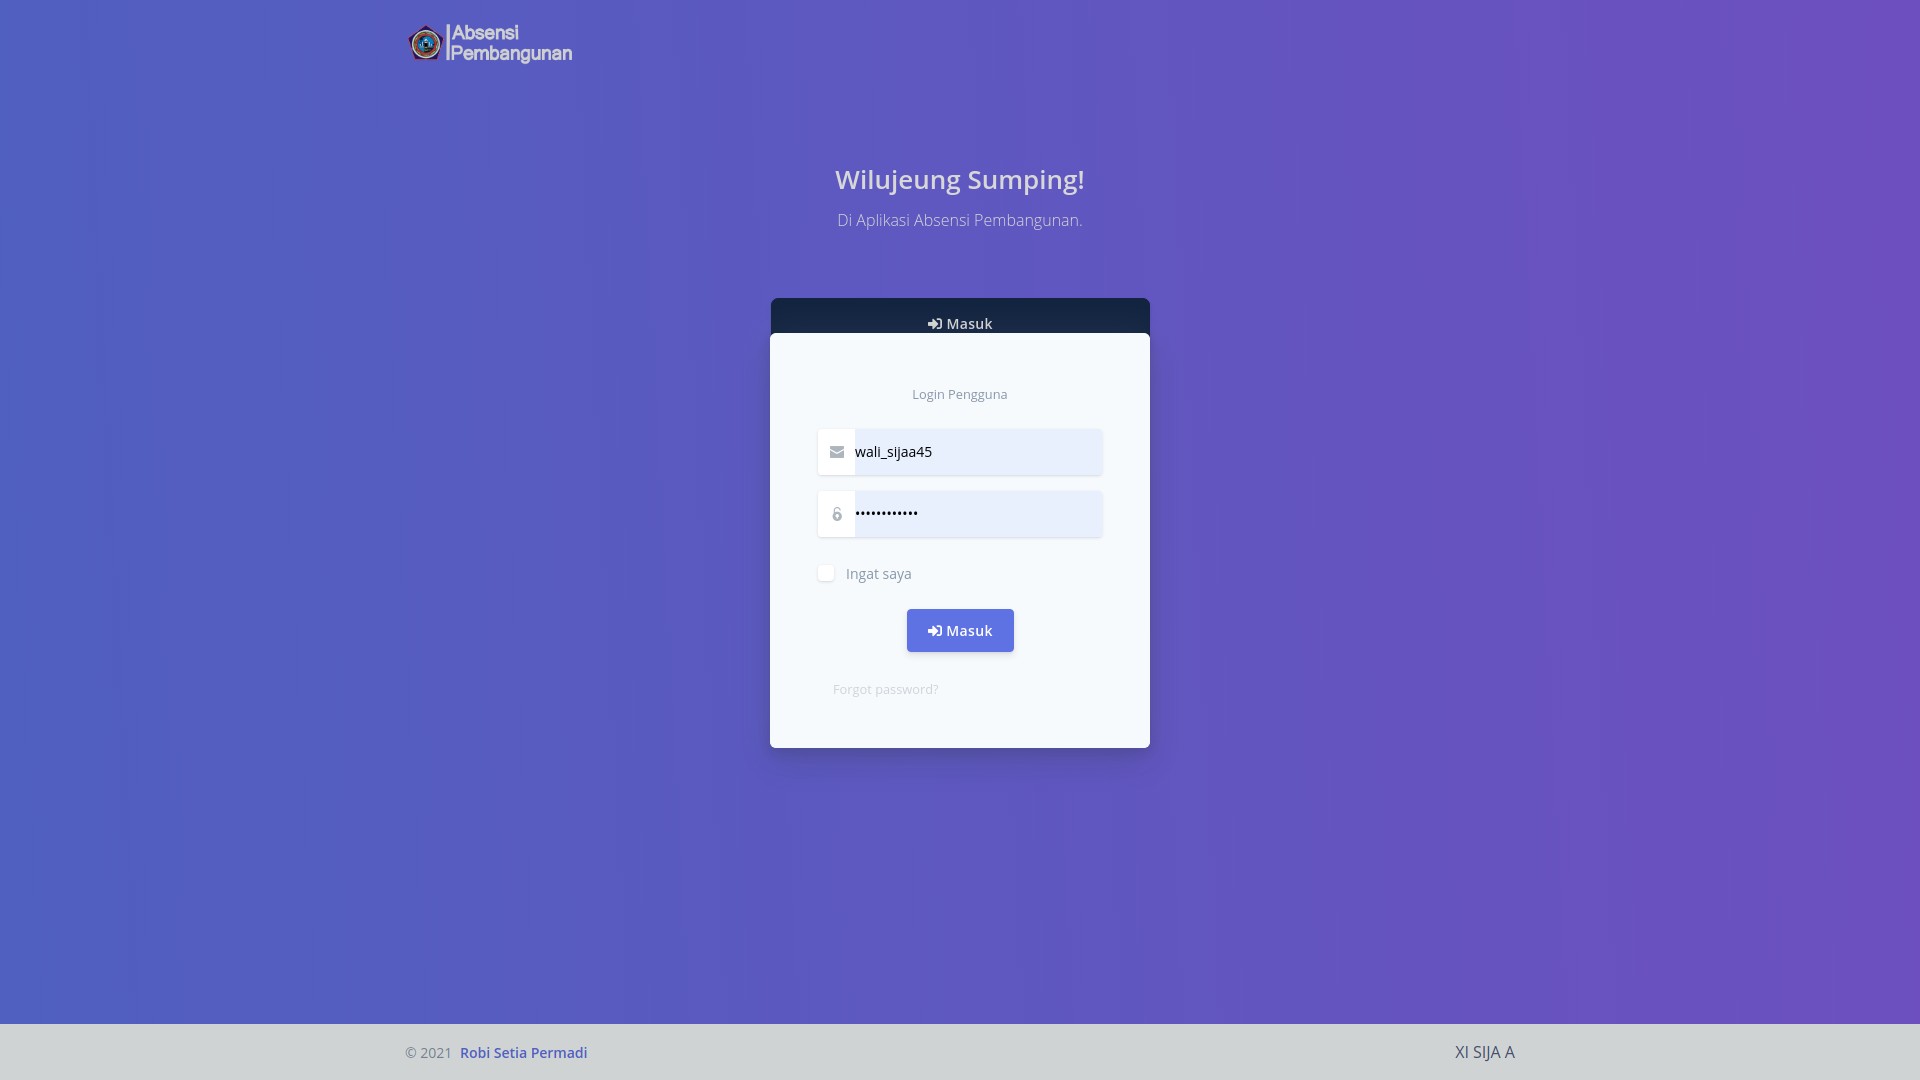 Absensi
Pembangunan
Wilujeung Sumping!
Di Aplikasi Absensi Pembangunan.
Masuk
Login Pengguna
wali_sijaa45
••••••••••••
Ingat saya
Masuk
Forgot password?
© 2021 Robi Setia Permadi
XI SIJA A